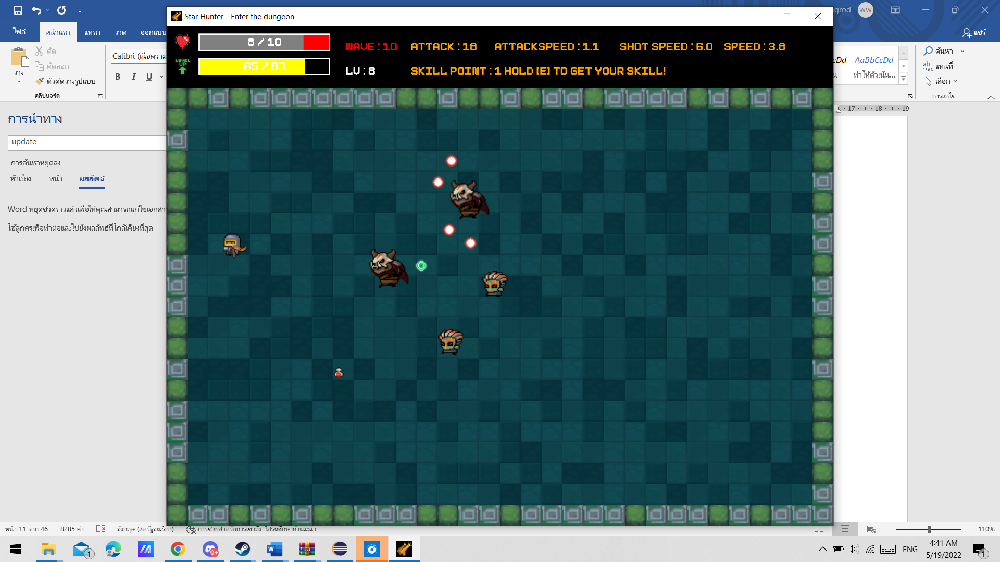 grod
WW
ไฟล์
หน้าแรก
แทรก
วาด
ออกแบบ
แชร์
วาง
ตัด
คัดลอก
ตัวคัดวางรูปแบบ
คลิปบอร์ด
Calibri (เนื้อความ
B I U
AaBbCcDd
ทำให้ตัวเน้น...
ค้นหา
แทนที่
เลือก
การแก้ไข
Star Hunter - Enter the dungeon
8 / 10
WAVE : 10
ATTACK : 18
ATTACKSPEED : 1.1
SHOT SPEED : 6.0
SPEED : 3.8
LEVEL UP
65 / 80
LV : 8
SKILL POINT : 1 HOLD [E] TO GET YOUR SKILL!
17 18 19
การนำทาง
update
การค้นหาหยุดลง
หัวเรื่อง
หน้า
ผลลัพธ์
Word หยุดชั่วคราวแล้วเพื่อให้คุณสามารถแก้ไขเอกสาร
ใช้ลูกศรเพื่อทำต่อและไปยังผลลัพธ์ที่ใกล้เคียงที่สุด
หน้า 11 จาก 46
8285 คำ
อังกฤษ (สหรัฐอเมริกา)
การช่วยสำหรับการเข้าถึง: โปรดศึกษาคำแนะนำ
110%
1
9+
ENG
4:41 AM
5/19/2022
1